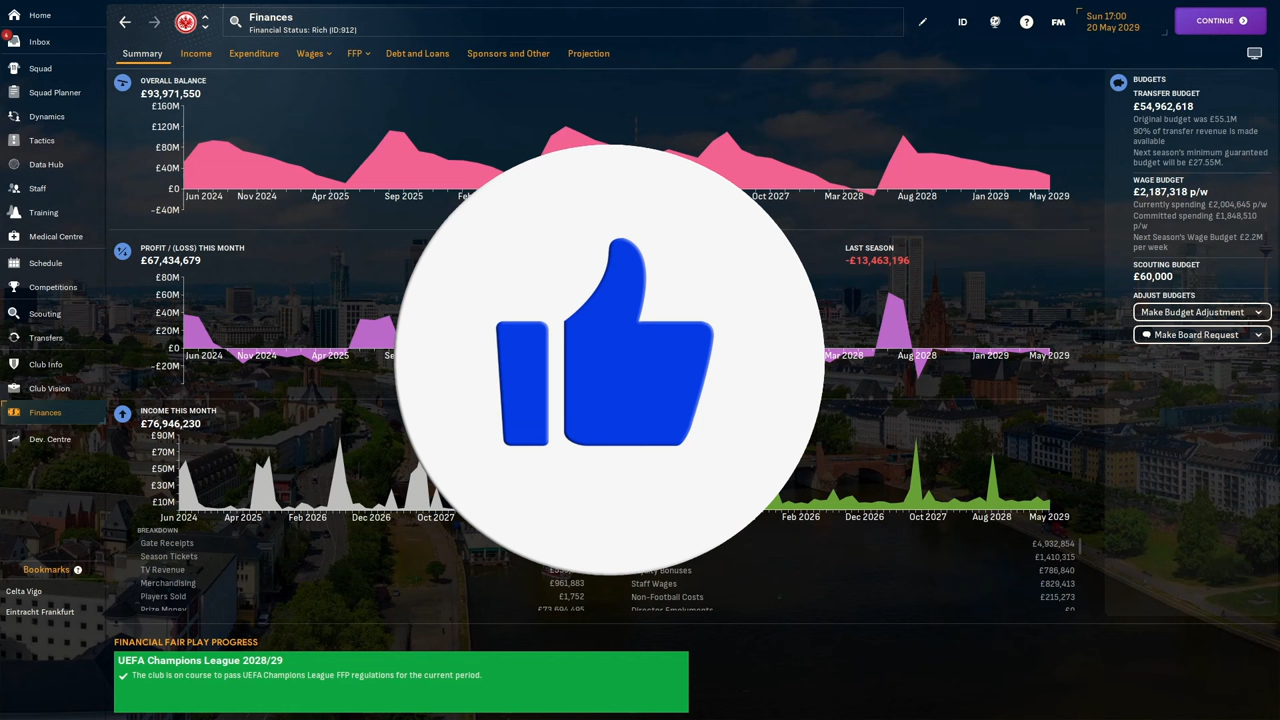 Home
Finances
Financial Status: Rich (ID:912)
ID
?
FM
Sun 17:00
20 May 2029
CONTINUE
4
Inbox
Summary
Income
Expenditure
Wages
FFP
Debt and Loans
Sponsors and Other
Projection
Squad
Squad Planner
Dynamics
Tactics
Data Hub
Staff
Training
Medical Centre
Schedule
Competitions
Scouting
Transfers
Club Info
Club Vision
Finances
Dev. Centre
Bookmarks ?
Celta Vigo
Eintracht Frankfurt
OVERALL BALANCE
£93,971,550
£160M
£120M
£80M
£40M
£0
-£40M
Jun 2024
Nov 2024
Apr 2025
Sep 2025
Oct 2027
Mar 2028
Aug 2028
Jan 2029
May 2029
PROFIT / (LOSS) THIS MONTH
£67,434,679
LAST SEASON
-£13,463,196
£80M
£60M
£40M
£20M
£0
-£20M
Jun 2024
Nov 2024
Apr 2025
Mar 2028
Aug 2028
Jan 2029
May 2029
INCOME THIS MONTH
£76,946,230
£90M
£70M
£50M
£30M
£10M
Jun 2024
Apr 2025
Feb 2026
Dec 2026
Oct 2027
Feb 2026
Dec 2026
Oct 2027
Aug 2028
May 2029
BREAKDOWN
Gate Receipts
Season Tickets
TV Revenue
Merchandising
£961,883
Players Sold
£1,752
Prize Money
£73,694,495
£4,932,854
£1,410,315
Bonuses
£786,840
Staff Wages
£829,413
Non-Football Costs
£215,273
Director Emoluments
£0
BUDGETS
TRANSFER BUDGET
£54,962,618
Original budget was £55.1M
90% of transfer revenue is made
available
Next season's minimum guaranteed
budget will be £27.55M.
WAGE BUDGET
£2,187,318 p/w
Currently spending £2,004,645 p/w
Committed spending £1,848,510
p/w
Next Season's Wage Budget £2.2M
per week
SCOUTING BUDGET
£60,000
ADJUST BUDGETS
Make Budget Adjustment
Make Board Request
FINANCIAL FAIR PLAY PROGRESS
UEFA Champions League 2028/29
The club is on course to pass UEFA Champions League FFP regulations for the current period.